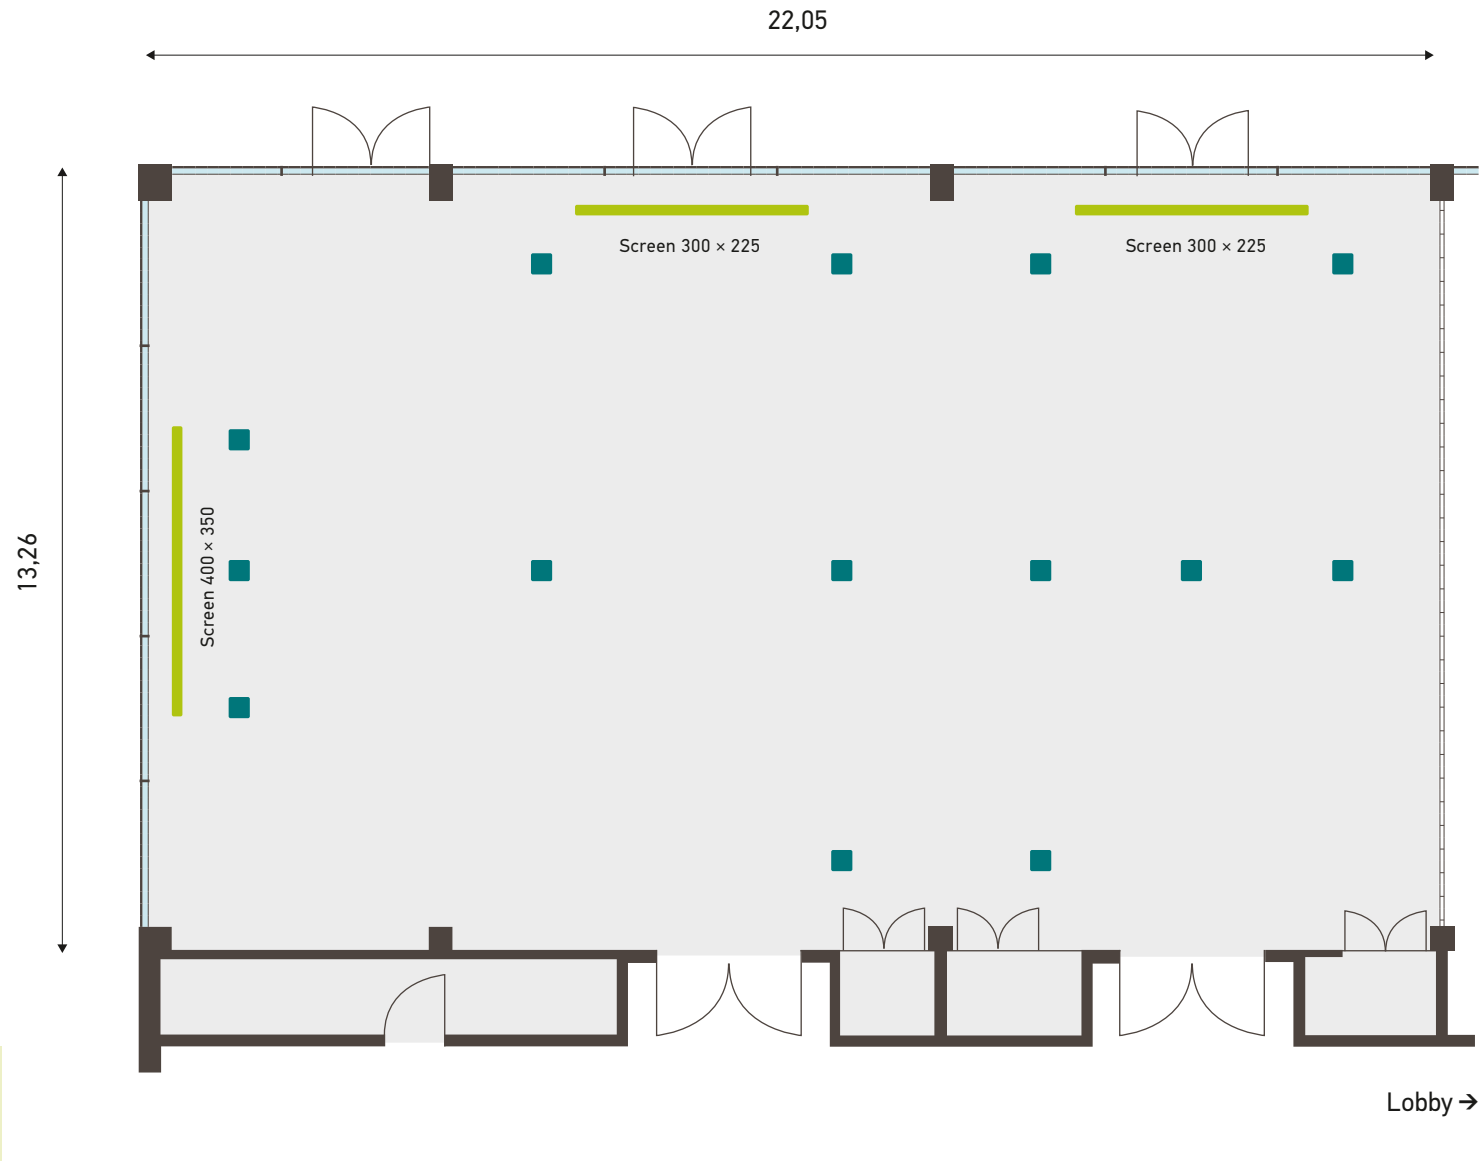 22,05
Screen 300 × 225
Screen 300 × 225
13,26
Screen 400 × 350
Lobby →